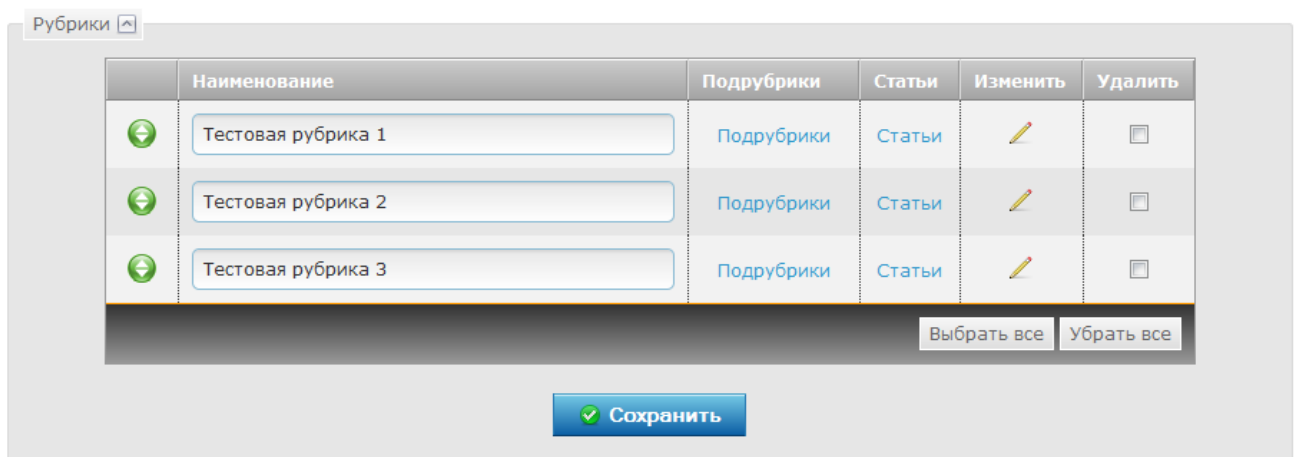 Рубрики
Наименование Подрубрики Статьи Изменить Удалить
Тестовая рубрика 1 Подрубрики Статьи
Тестовая рубрика 2 Подрубрики Статьи
Тестовая рубрика 3 Подрубрики Статьи
Выбрать все Убрать все
Сохранить